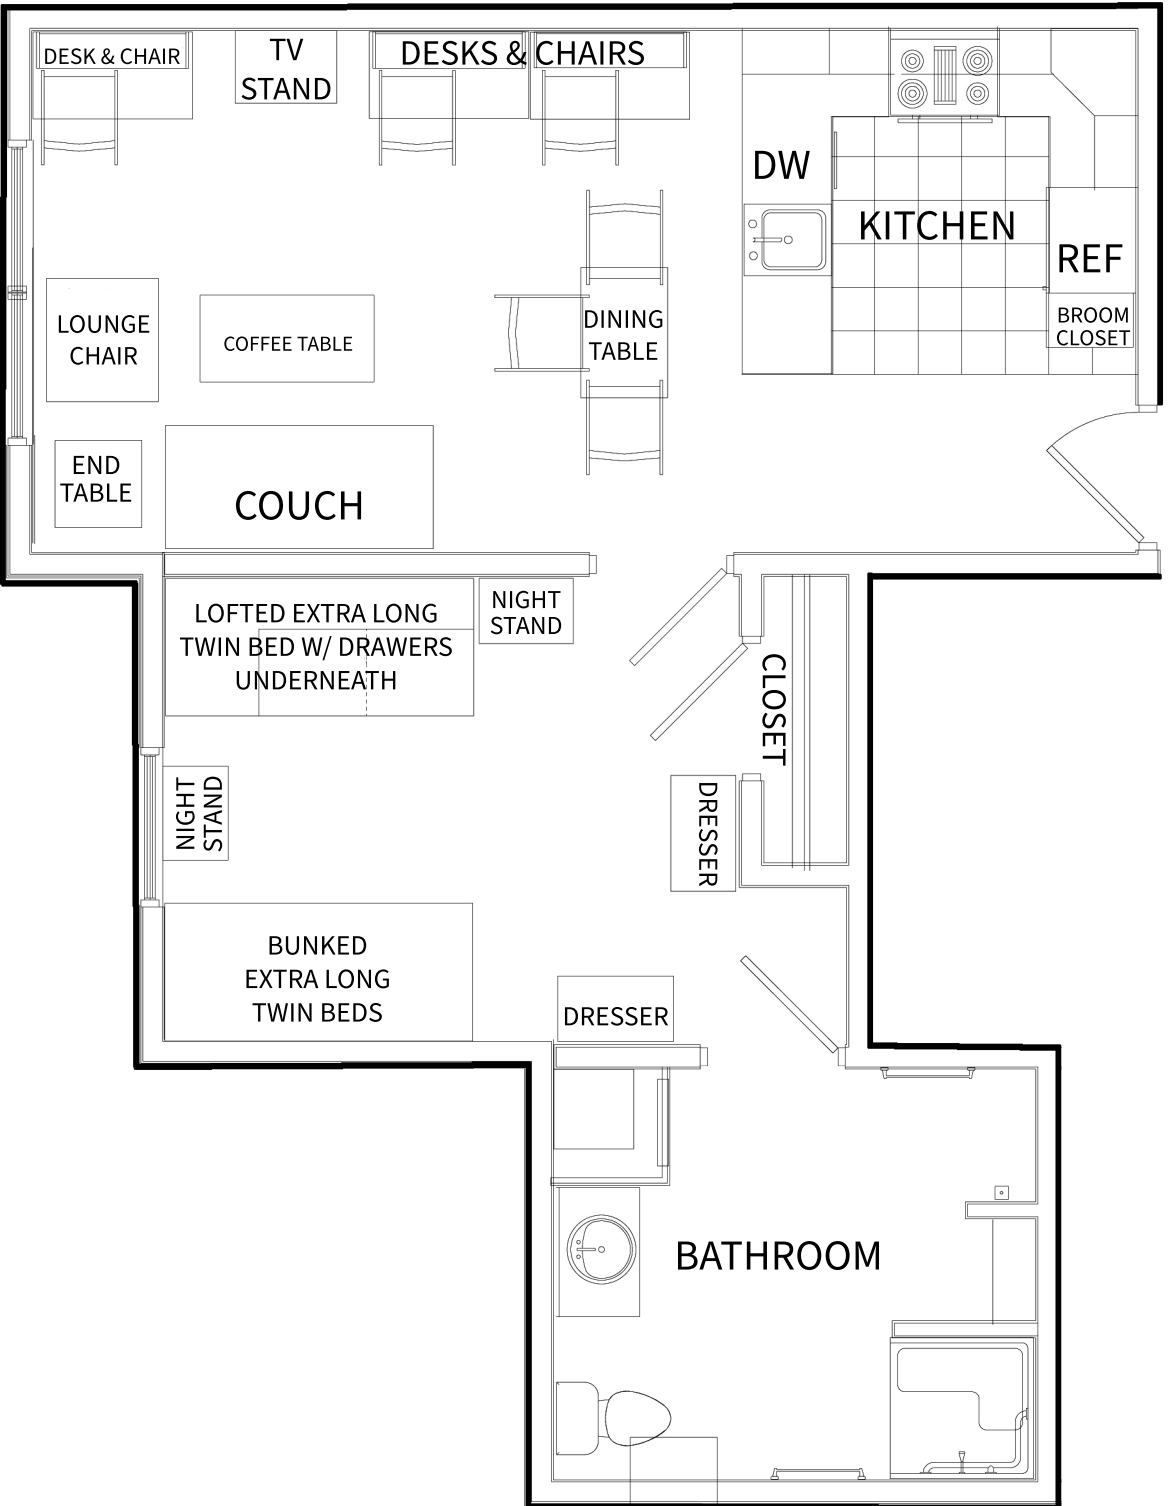 DESK & CHAIR
TV
STAND
DESKS & CHAIRS
DW
KITCHEN
REF
BROOM
CLOSET
LOUNGE
CHAIR
COFFEE TABLE
DINING
TABLE
END
TABLE
COUCH
LOFTED EXTRA LONG
TWIN BED W/ DRAWERS
UNDERNEATH
NIGHT
STAND
CLOSET
NIGHT
STAND
DRESSER
BUNKED
EXTRA LONG
TWIN BEDS
DRESSER
BATHROOM